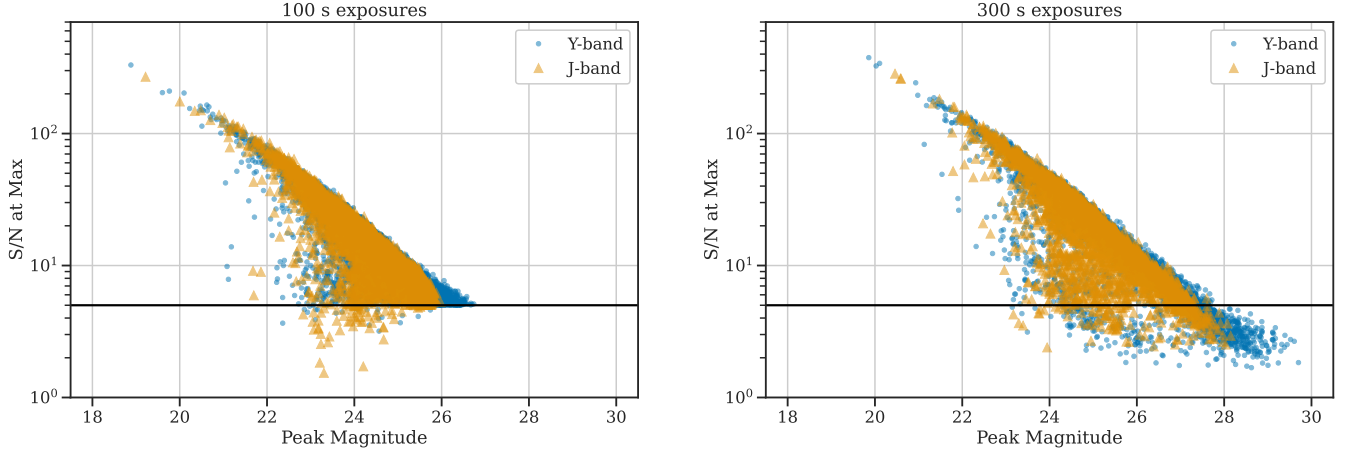 100 s exposures
S/N at Max
10²
10¹
10⁰
Y-band
J-band
18 20 22 24 26 28 30
Peak Magnitude
300 s exposures
S/N at Max
10²
10¹
10⁰
Y-band
J-band
18 20 22 24 26 28 30
Peak Magnitude